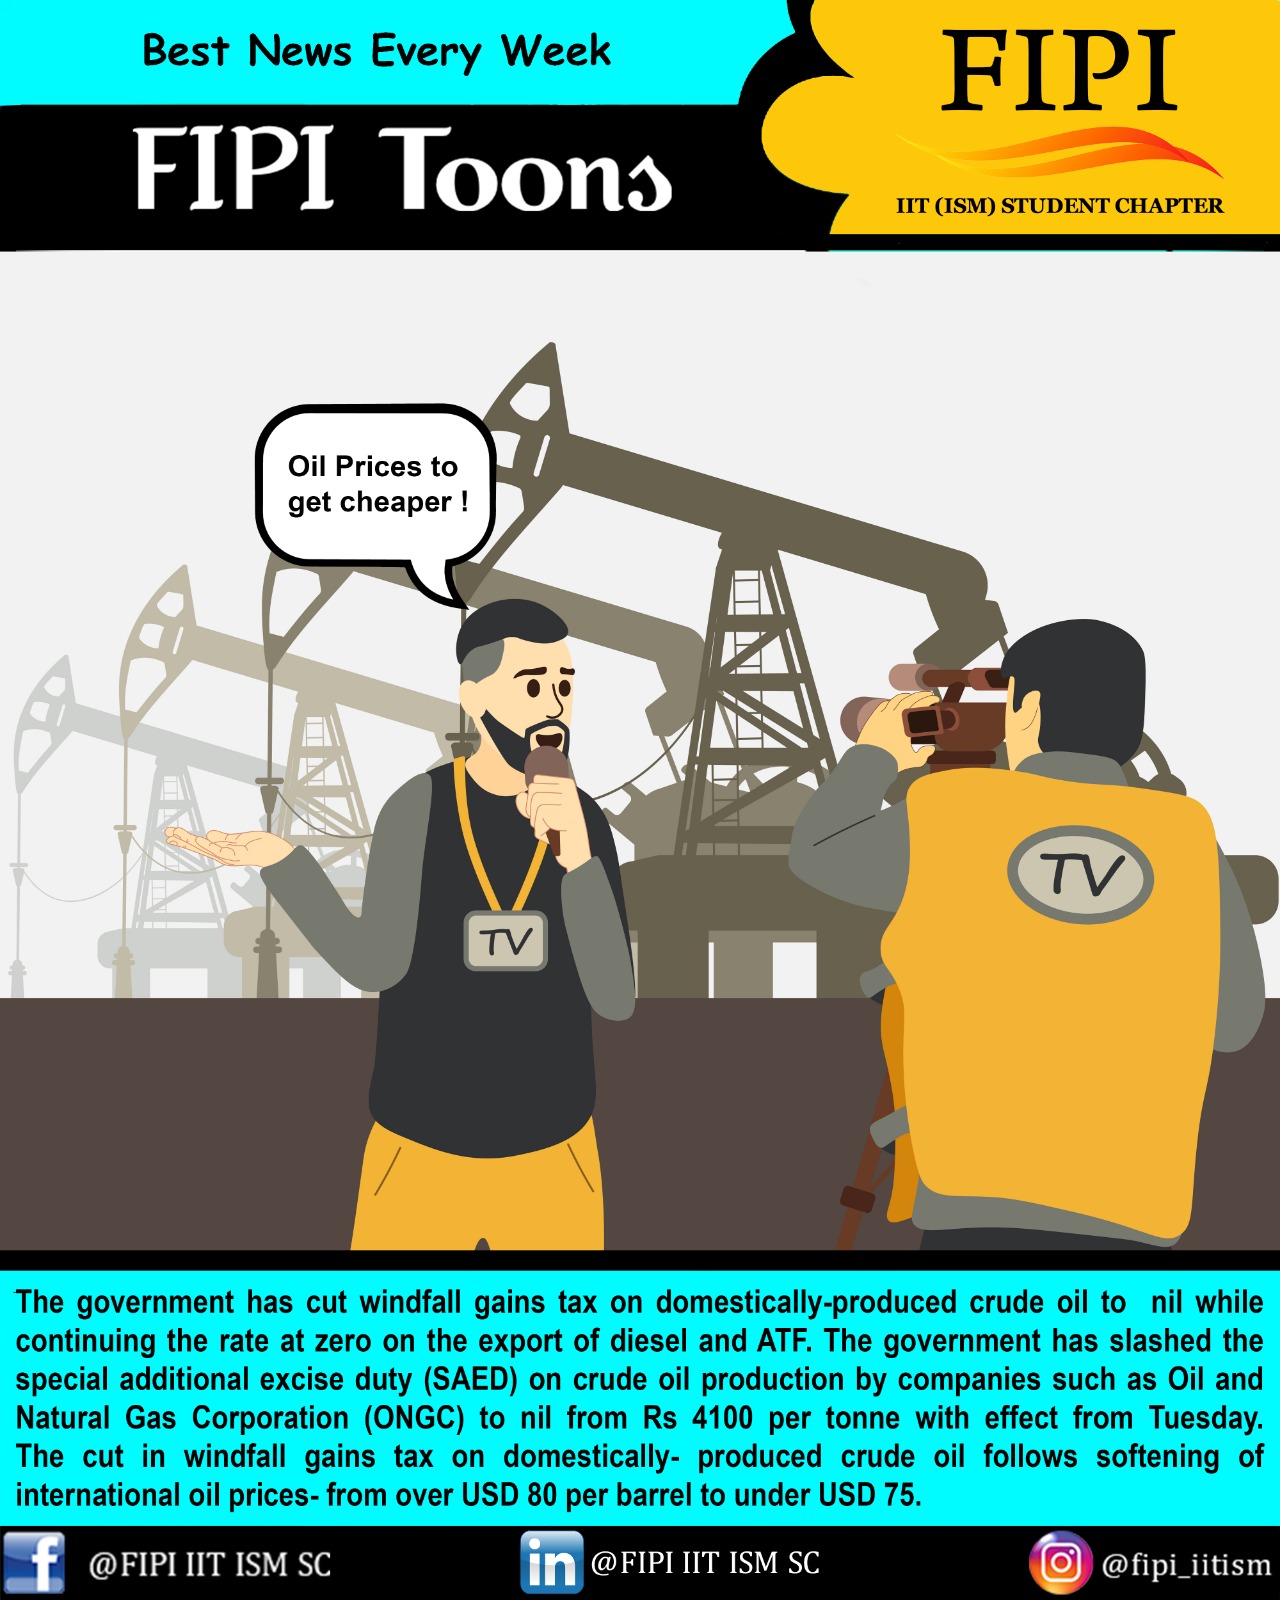 Best News Every Week
FIPI Toons
FIPI
IIT (ISM) STUDENT CHAPTER
Oil Prices to
get cheaper !
TV
TV
The government has cut windfall gains tax on domestically-produced crude oil to nil while
continuing the rate at zero on the export of diesel and ATF. The government has slashed the
special additional excise duty (SAED) on crude oil production by companies such as Oil and
Natural Gas Corporation (ONGC) to nil from Rs 4100 per tonne with effect from Tuesday.
The cut in windfall gains tax on domestically- produced crude oil follows softening of
international oil prices- from over USD 80 per barrel to under USD 75.
@FIPI IIT ISM SC
in @FIPI IIT ISM SC
@fipi_iitism